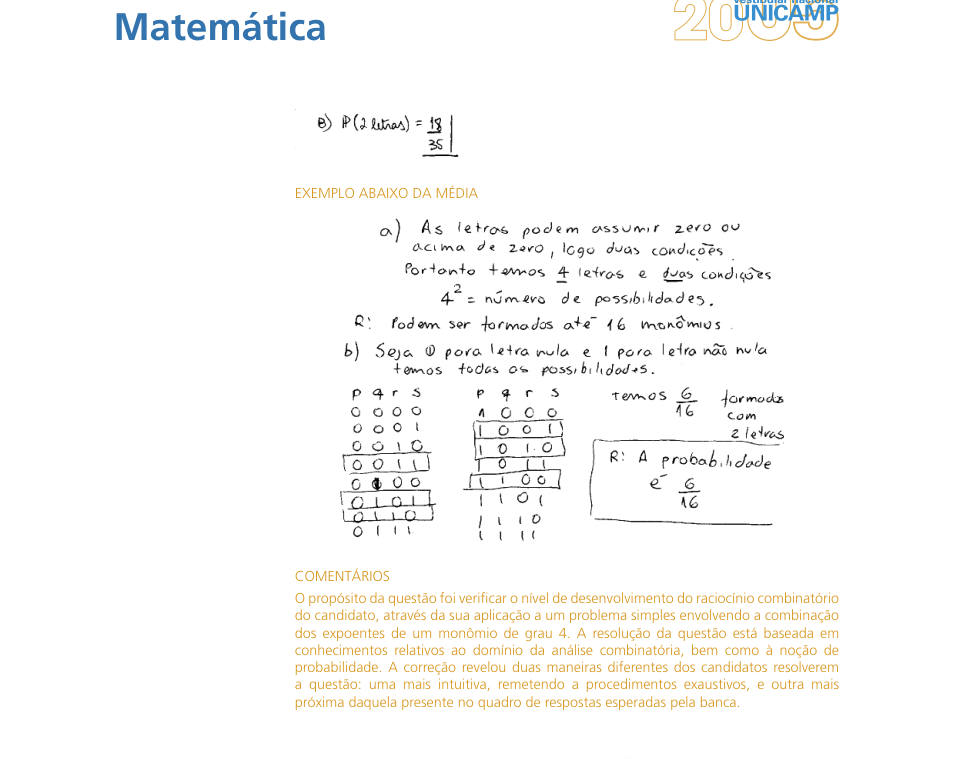 Matemática
vestibular nacional
UNICAMP
2005
B) P(2 letras) = 18
35
EXEMPLO ABAIXO DA MÉDIA
a) As letras podem assumir zero ou
acima de zero, logo duas condições.
Portanto temos 4 letras e duas condições
4² = número de possibilidades.
R: Podem ser formados até 16 monômios.
b) Seja 0 para letra nula e 1 para letra não nula
temos todas as possibilidades.
p q r s
0 0 0 0
0 0 0 1
0 0 1 0
0 0 1 1
0 1 0 0
0 1 0 1
0 1 1 0
0 1 1 1
p q r s
1 0 0 0
1 0 0 1
1 0 1 0
1 0 1 1
1 1 0 0
1 1 0 1
1 1 1 0
1 1 1 1
temos 6/16 formados
com
2 letras
R: A probabilidade
é 6/16
COMENTÁRIOS
O propósito da questão foi verificar o nível de desenvolvimento do raciocínio combinatório
do candidato, através da sua aplicação a um problema simples envolvendo a combinação
dos expoentes de um monômio de grau 4. A resolução da questão está baseada em
conhecimentos relativos ao domínio da análise combinatória, bem como à noção de
probabilidade. A correção revelou duas maneiras diferentes dos candidatos resolverem
a questão: uma mais intuitiva, remetendo a procedimentos exaustivos, e outra mais
próxima daquela presente no quadro de respostas esperadas pela banca.